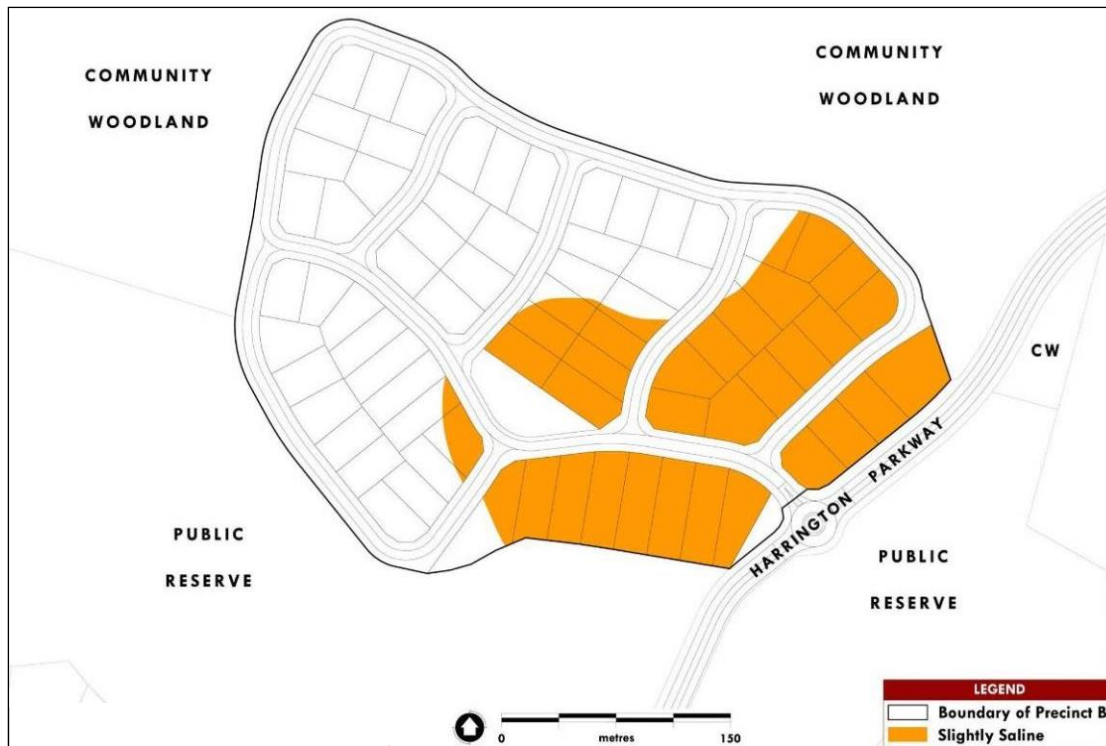 COMMUNITY
WOODLAND
COMMUNITY
WOODLAND
CW
HARRINGTON PARKWAY
PUBLIC
RESERVE
PUBLIC
RESERVE
0 metres 150
LEGEND
Boundary of Precinct B
Slightly Saline